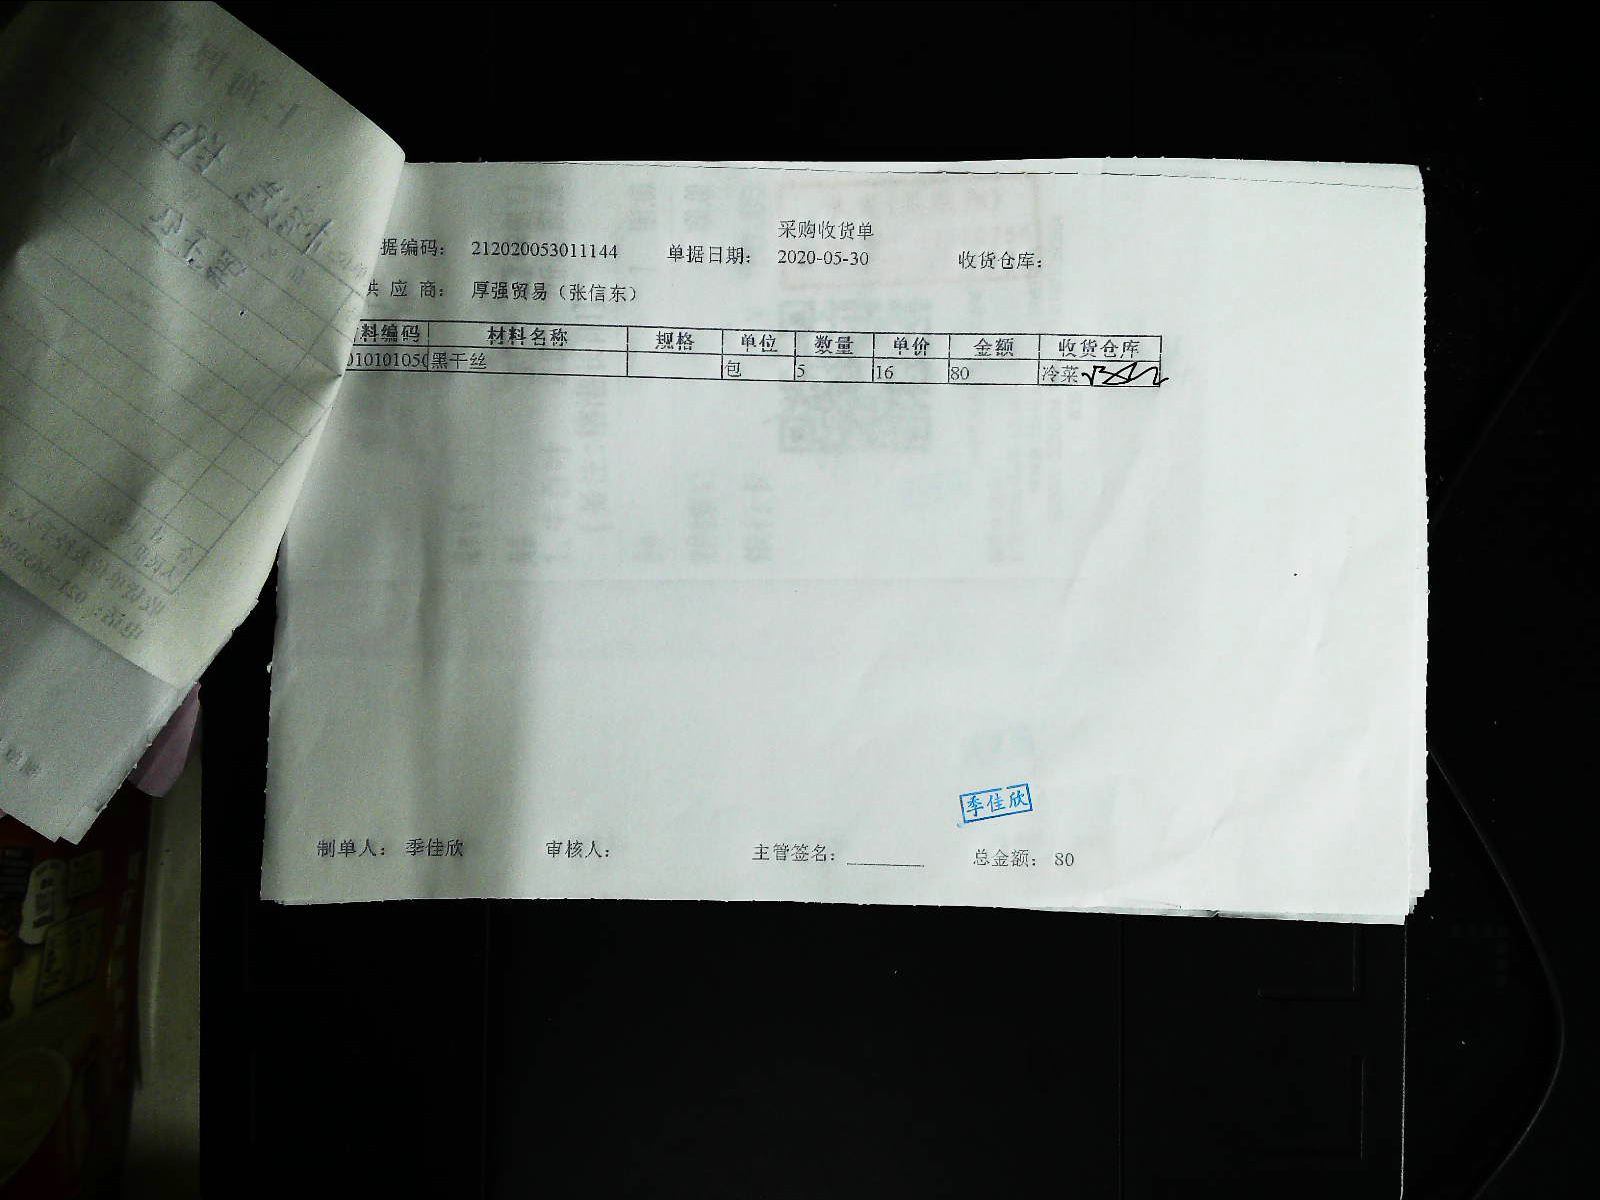 采购收货单
据编码： 212020053011144 单据日期： 2020-05-30 收货仓库：
供 应 商： 厚强贸易（张信东）
料编码 材料名称 规格 单位 数量 单价 金额 收货仓库
黑干丝 包 5 16 80 冷菜
季佳欣
制单人： 季佳欣 审核人： 主管签名： 总金额： 80